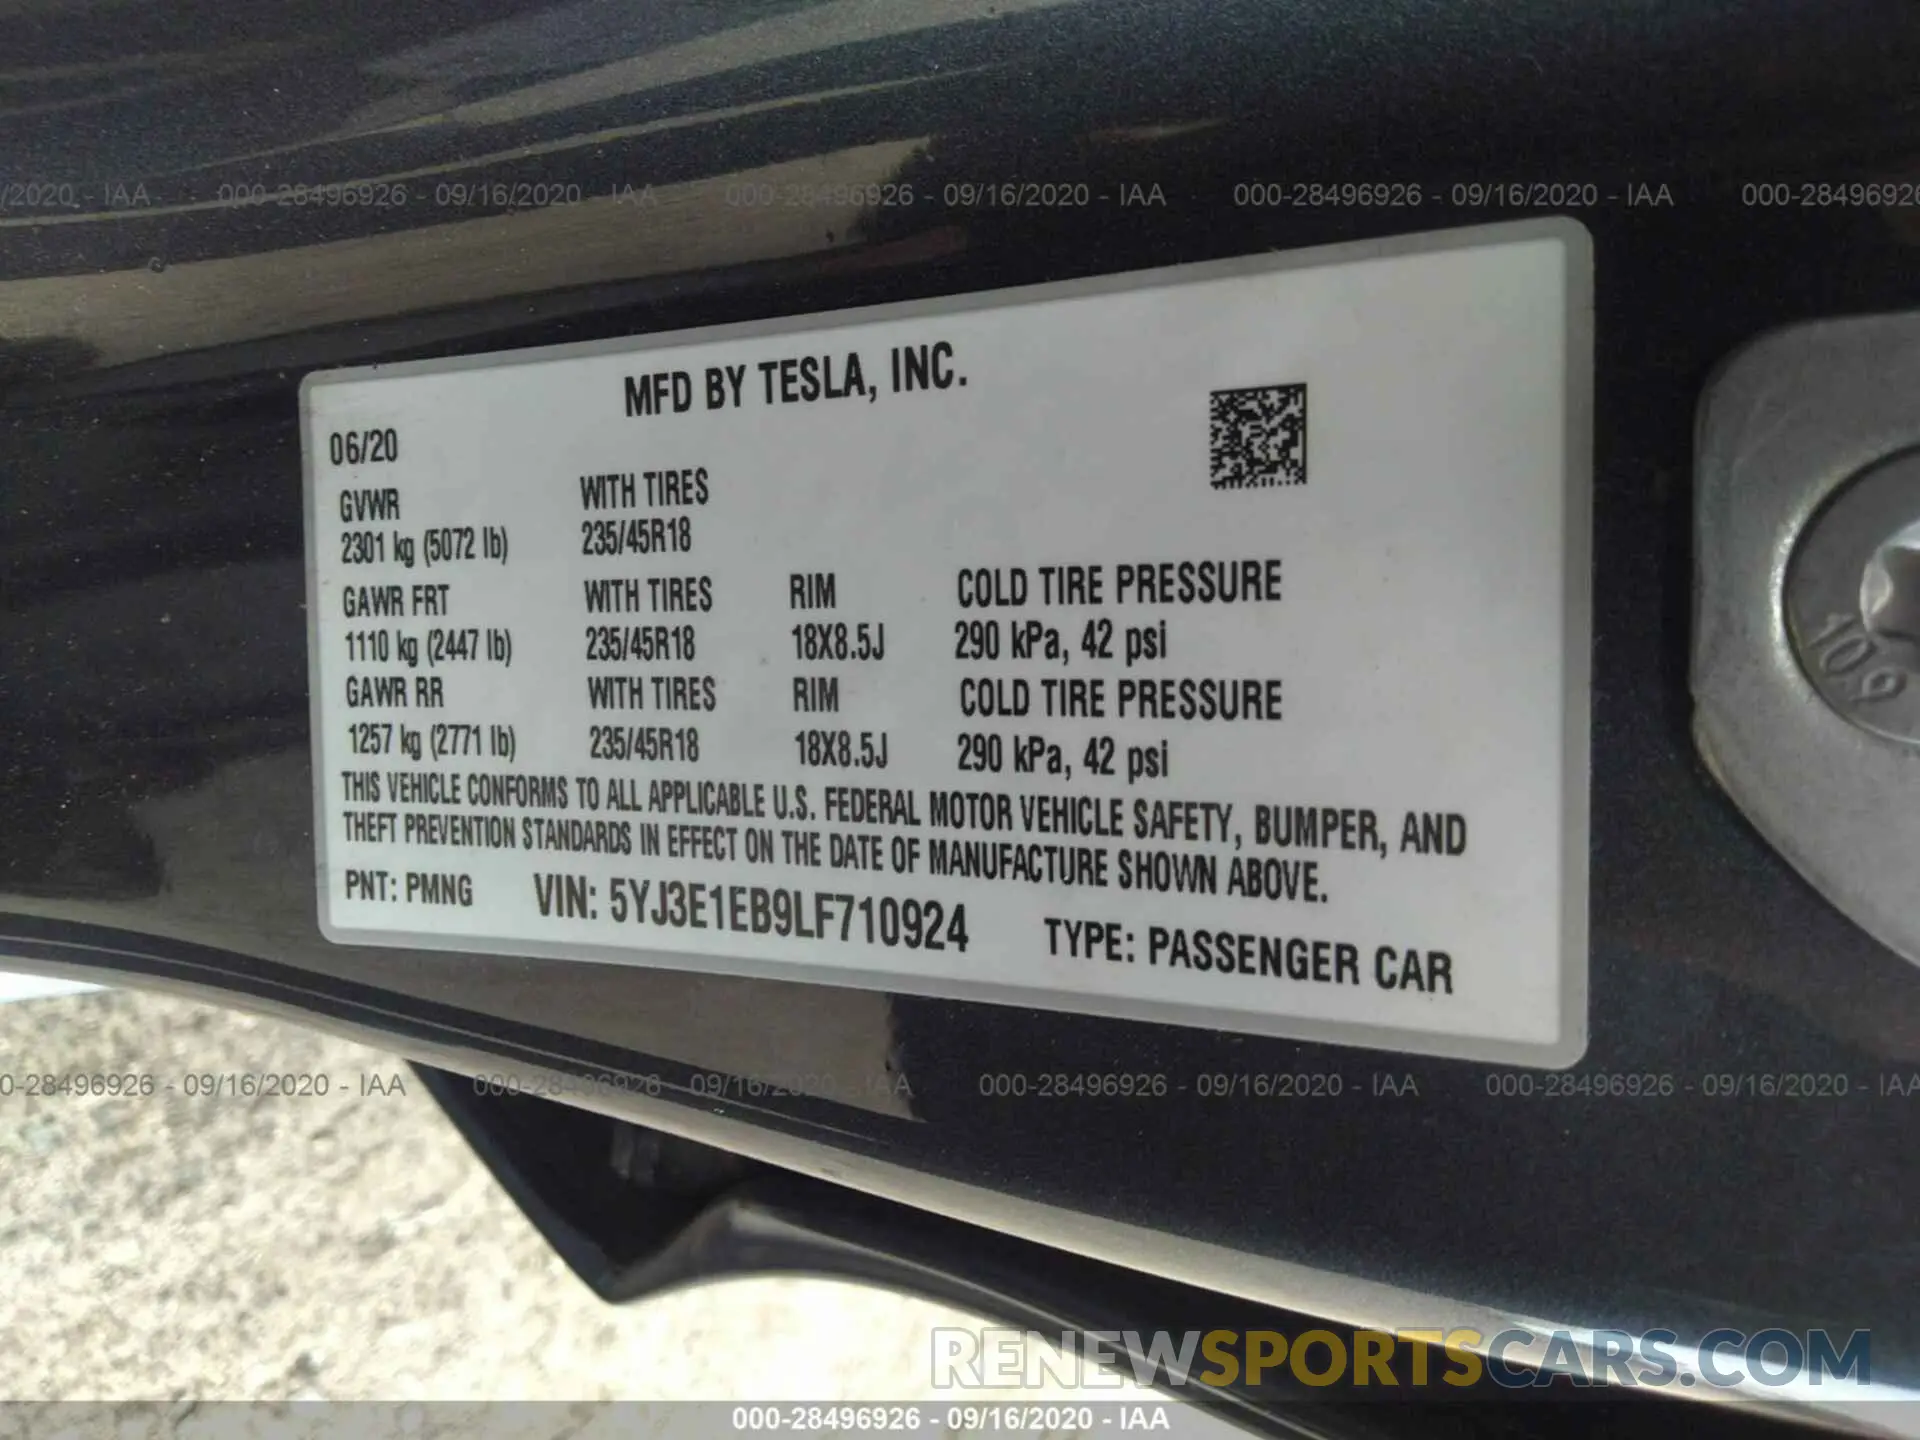 /2020 - IAA 000-28496926 - 09/16/2020 - IAA 000-28496926 - 09/16/2020 - IAA 000-28496926 - 09/16/2020 - IAA 000-2849692
MFD BY TESLA, INC.
06/20
GVWR WITH TIRES
2301 kg (5072 lb) 235/45R18
GAWR FRT WITH TIRES RIM COLD TIRE PRESSURE
1110 kg (2447 lb) 235/45R18 18X8.5J 290 kPa, 42 psi
GAWR RR WITH TIRES RIM COLD TIRE PRESSURE
1257 kg (2771 lb) 235/45R18 18X8.5J 290 kPa, 42 psi
THIS VEHICLE CONFORMS TO ALL APPLICABLE U.S. FEDERAL MOTOR VEHICLE SAFETY, BUMPER, AND
THEFT PREVENTION STANDARDS IN EFFECT ON THE DATE OF MANUFACTURE SHOWN ABOVE.
PNT: PMNG VIN: 5YJ3E1EB9LF710924 TYPE: PASSENGER CAR
109
0-28496926 - 09/16/2020 - IAA 000-28496926 - 09/16/2020 - IAA 000-28496926 - 09/16/2020 - IAA 000-28496926 - 09/16/2020 - IAA
RENEWSPORTSCARS.COM
000-28496926 - 09/16/2020 - IAA